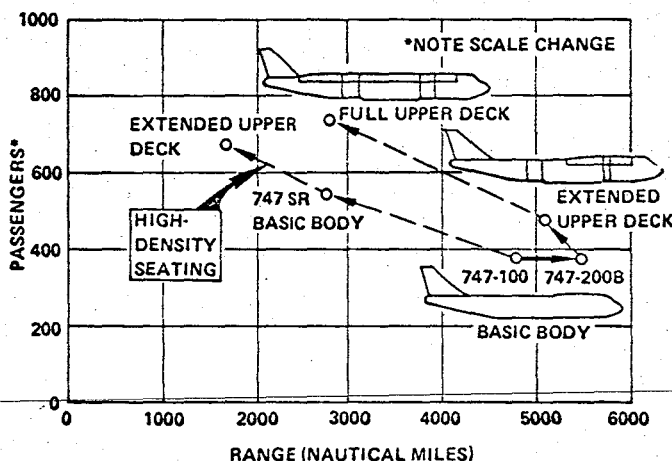 1000
800
600
400
200
0
PASSENGERS*
*NOTE SCALE CHANGE
FULL UPPER DECK
EXTENDED UPPER
DECK
747 SR
BASIC BODY
HIGH-
DENSITY
SEATING
EXTENDED
UPPER DECK
747-100
747-200B
BASIC BODY
0
1000
2000
3000
4000
5000
6000
RANGE (NAUTICAL MILES)